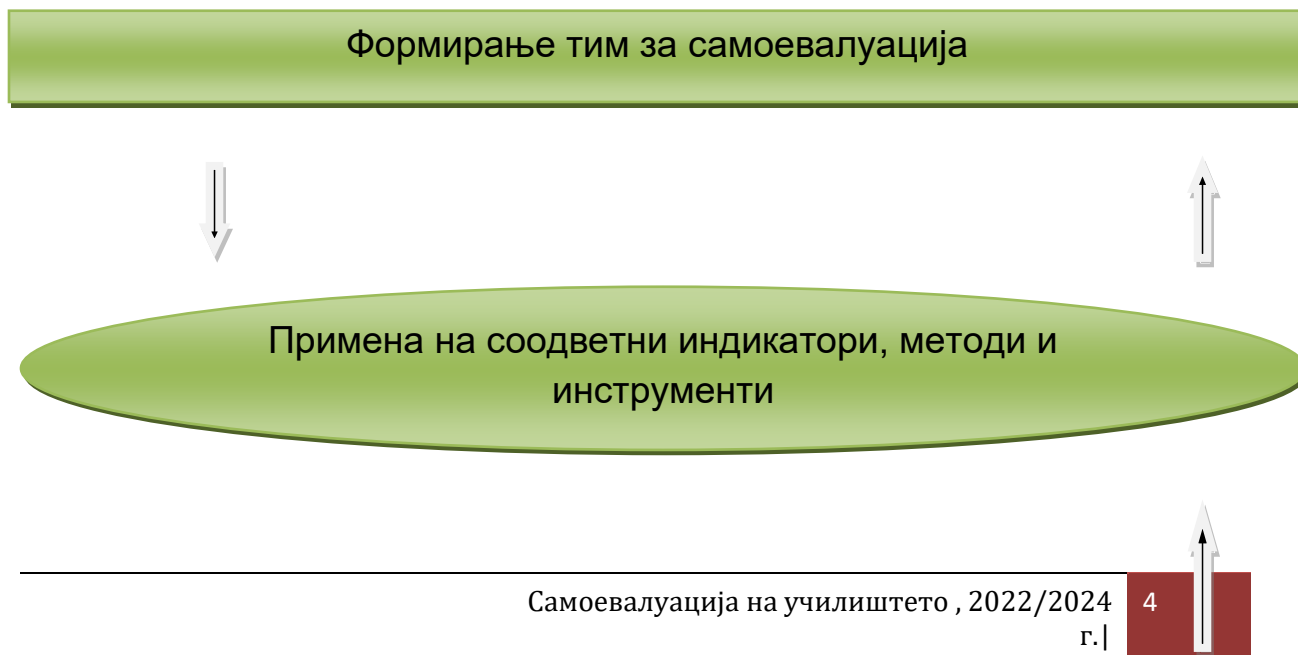 Формирање тим за самоевалуација
Примена на соодветни индикатори, методи и
инструменти
Самоевалуација на училиштето , 2022/2024
г.|
4